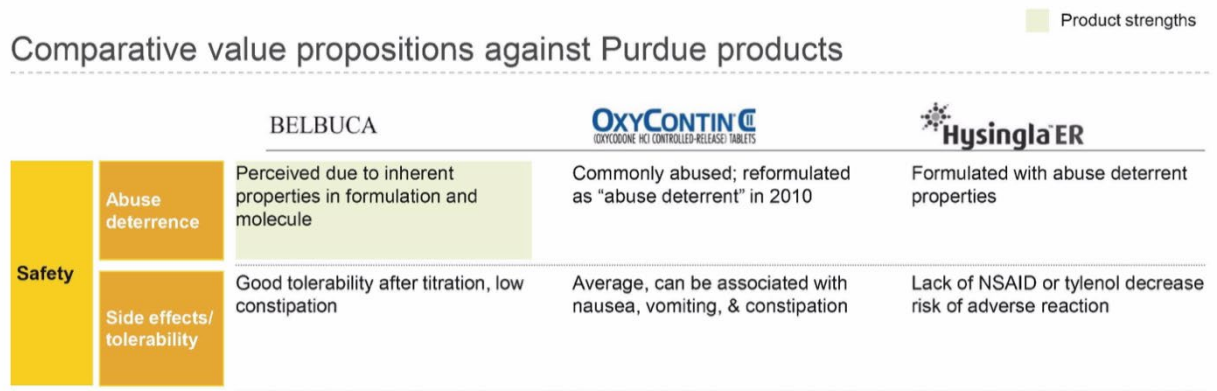 Product strengths
Comparative value propositions against Purdue products
BELBUCA
OXYCONTIN CII
(OXYCODONE HCl CONTROLLED-RELEASE) TABLETS
Hysingla™ ER
Safety
Abuse
deterrence
Perceived due to inherent
properties in formulation and
molecule
Commonly abused; reformulated
as “abuse deterrent” in 2010
Formulated with abuse deterrent
properties
Side effects/
tolerability
Good tolerability after titration, low
constipation
Average, can be associated with
nausea, vomiting, & constipation
Lack of NSAID or tylenol decrease
risk of adverse reaction